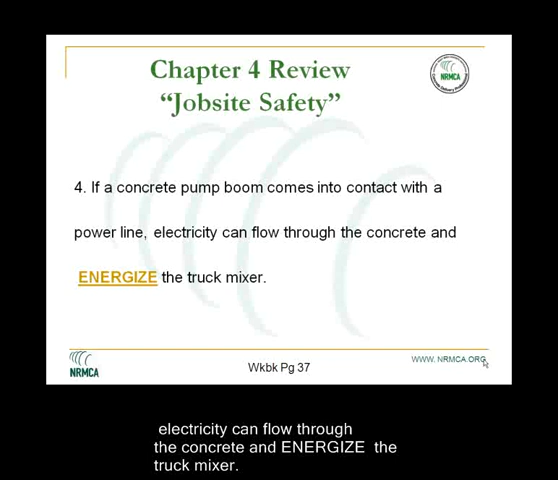 Chapter 4 Review
“Jobsite Safety”
NRMCA
4. If a concrete pump boom comes into contact with a
power line, electricity can flow through the concrete and
ENERGIZE the truck mixer.
NRMCA
Wkbk Pg 37
WWW. NRMCA.ORG
electricity can flow through
the concrete and ENERGIZE the
truck mixer.